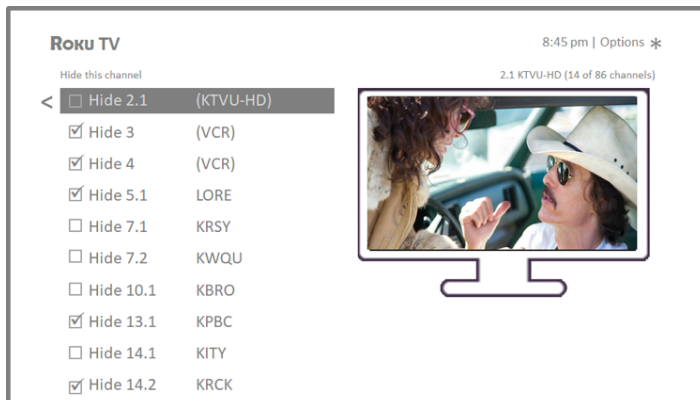 Roku TV
8:45 pm | Options *
Hide this channel
2.1 KTVU-HD (14 of 86 channels)
< Hide 2.1 (KTVU-HD)
Hide 3 (VCR)
Hide 4 (VCR)
Hide 5.1 LORE
Hide 7.1 KRSY
Hide 7.2 KWQU
Hide 10.1 KBRO
Hide 13.1 KPBC
Hide 14.1 KITY
Hide 14.2 KRCK